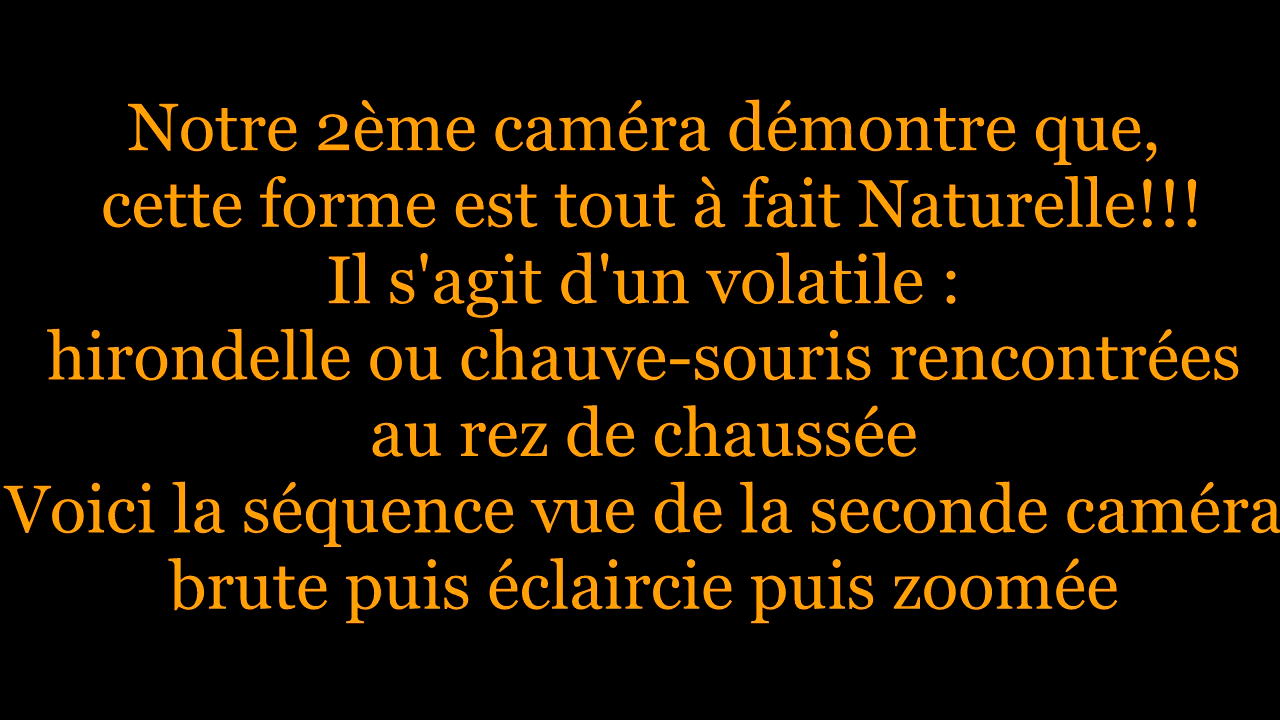 Notre 2ème caméra démontre que,
cette forme est tout à fait Naturelle!!!
Il s'agit d'un volatile :
hirondelle ou chauve-souris rencontrées
au rez de chaussée
Voici la séquence vue de la seconde caméra
brute puis éclaircie puis zoomée